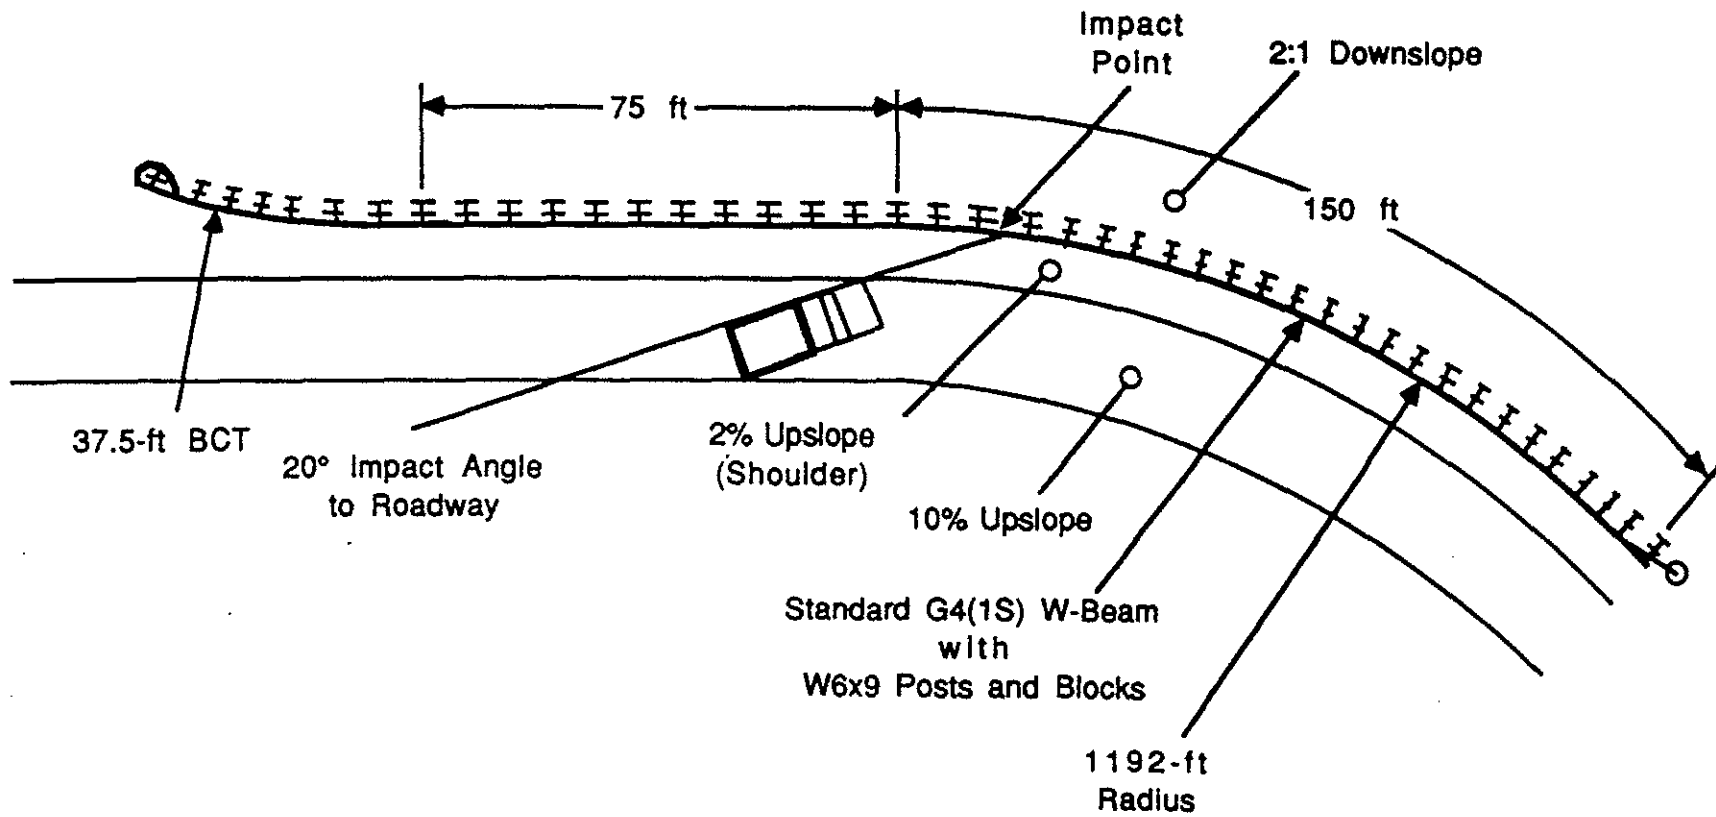 Impact
Point
2:1 Downslope
75 ft
150 ft
37.5-ft BCT
20° Impact Angle
to Roadway
2% Upslope
(Shoulder)
10% Upslope
Standard G4(1S) W-Beam
with
W6x9 Posts and Blocks
1192-ft
Radius